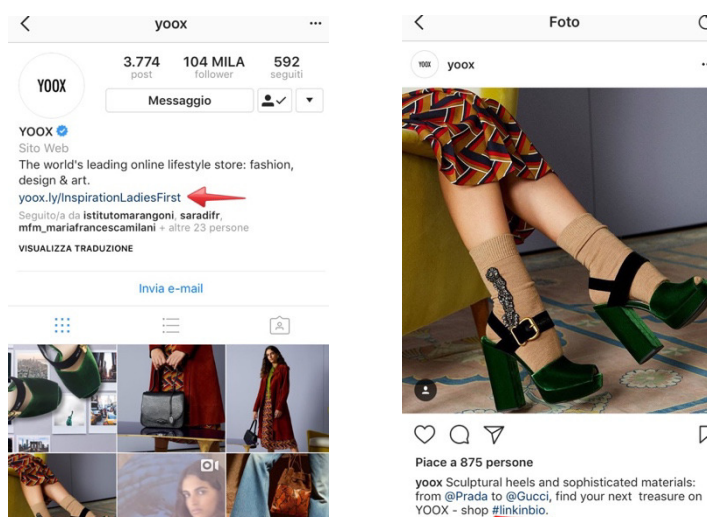 yoox
3.774 104 MILA 592
post follower seguiti
YOOX
Messaggio
YOOX
Sito Web
The world's leading online lifestyle store: fashion,
design & art.
yoox.ly/InspirationLadiesFirst
Seguito/a da istitutomarangoni, saradifr,
mfm_mariafrancescamilani + altre 23 persone
VISUALIZZA TRADUZIONE
Invia e-mail
Foto
YOOX yoox
Piace a 875 persone
yoox Sculptural heels and sophisticated materials:
from @Prada to @Gucci, find your next treasure on
YOOX - shop #linkinbio.